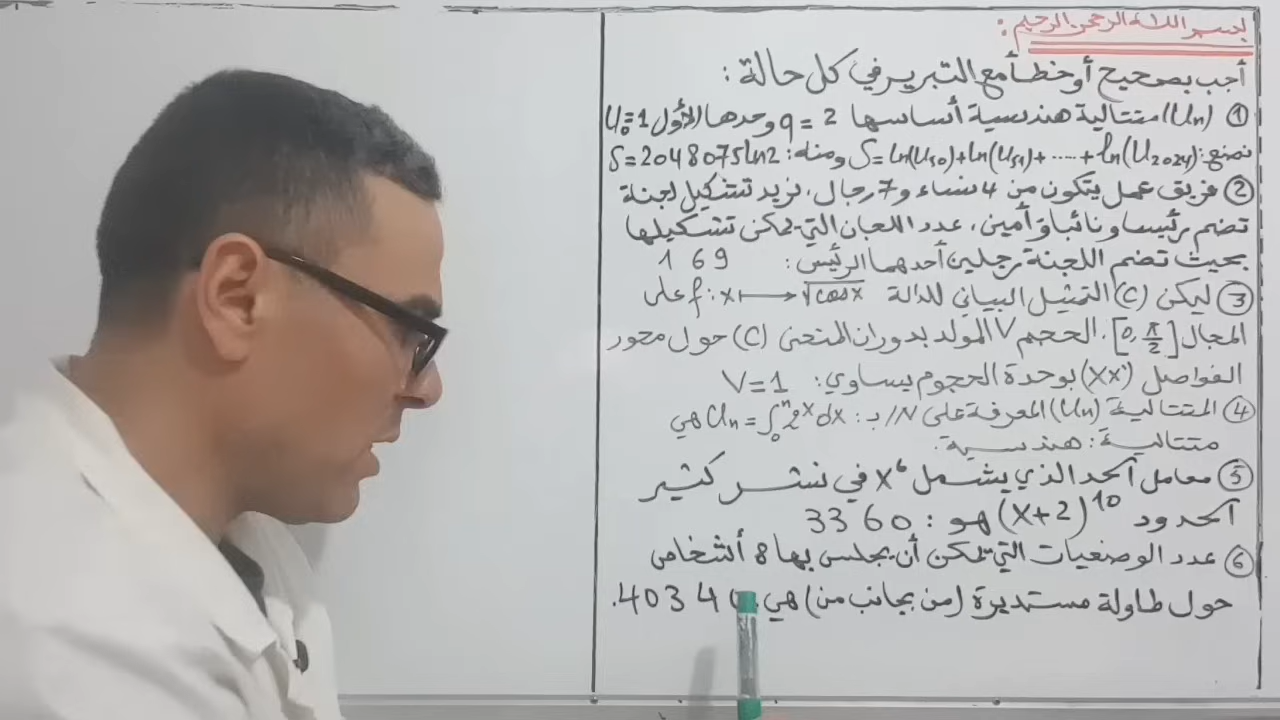 بسم الله الرحمن الرحيم :
أجب بصحيح أو خطأ مع التبرير في كل حالة :
① (Un) متتالية هندسية أساسها q = 2 وحدها الأول U₀=1
نضع: S = ln(U₅₀)+ln(U₅₁)+.....+ln(U₂₀₂₄) ومنه: S=2048075ln2
② فريق عمل يتكون من 4 نساء و 7 رجال، نريد تشكيل لجنة
تضم رئيسا ونائبا وأمين، عدد اللجان التي يمكن تشكيلها
بحيث تضم اللجنة رجلين أحدهما الرئيس: 169
③ ليكن (C) التمثيل البياني للدالة f: x ⟼ √cosx على
المجال [0, π/2]. الحجم V المولد بدوران المنحنى (C) حول محور
الفواصل (xx') بوحدة الحجوم يساوي: V=1
④ المتتالية (Un) المعرفة على IN بـ: Un = ∫₀ⁿ 2ˣ dx هي
متتالية: هندسية.
⑤ معامل الحد الذي يشتمل x⁶ في نشر كثير
الحدود (x+2)¹⁰ هو : 3360
⑥ عدد الوضعيات التي يمكن أن يجلس بها 8 أشخاص
حول طاولة مستديرة (من بجانب من) هي